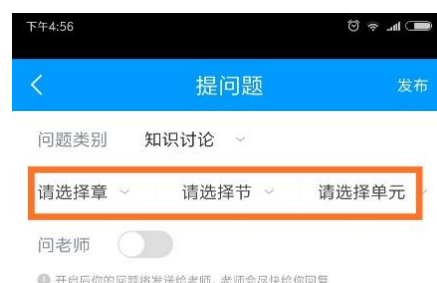 下午4:56
提问题 发布
问题类别 知识讨论
请选择章 请选择节 请选择单元
问老师
开启后你的问题将发送给老师，老师会尽快给你回复